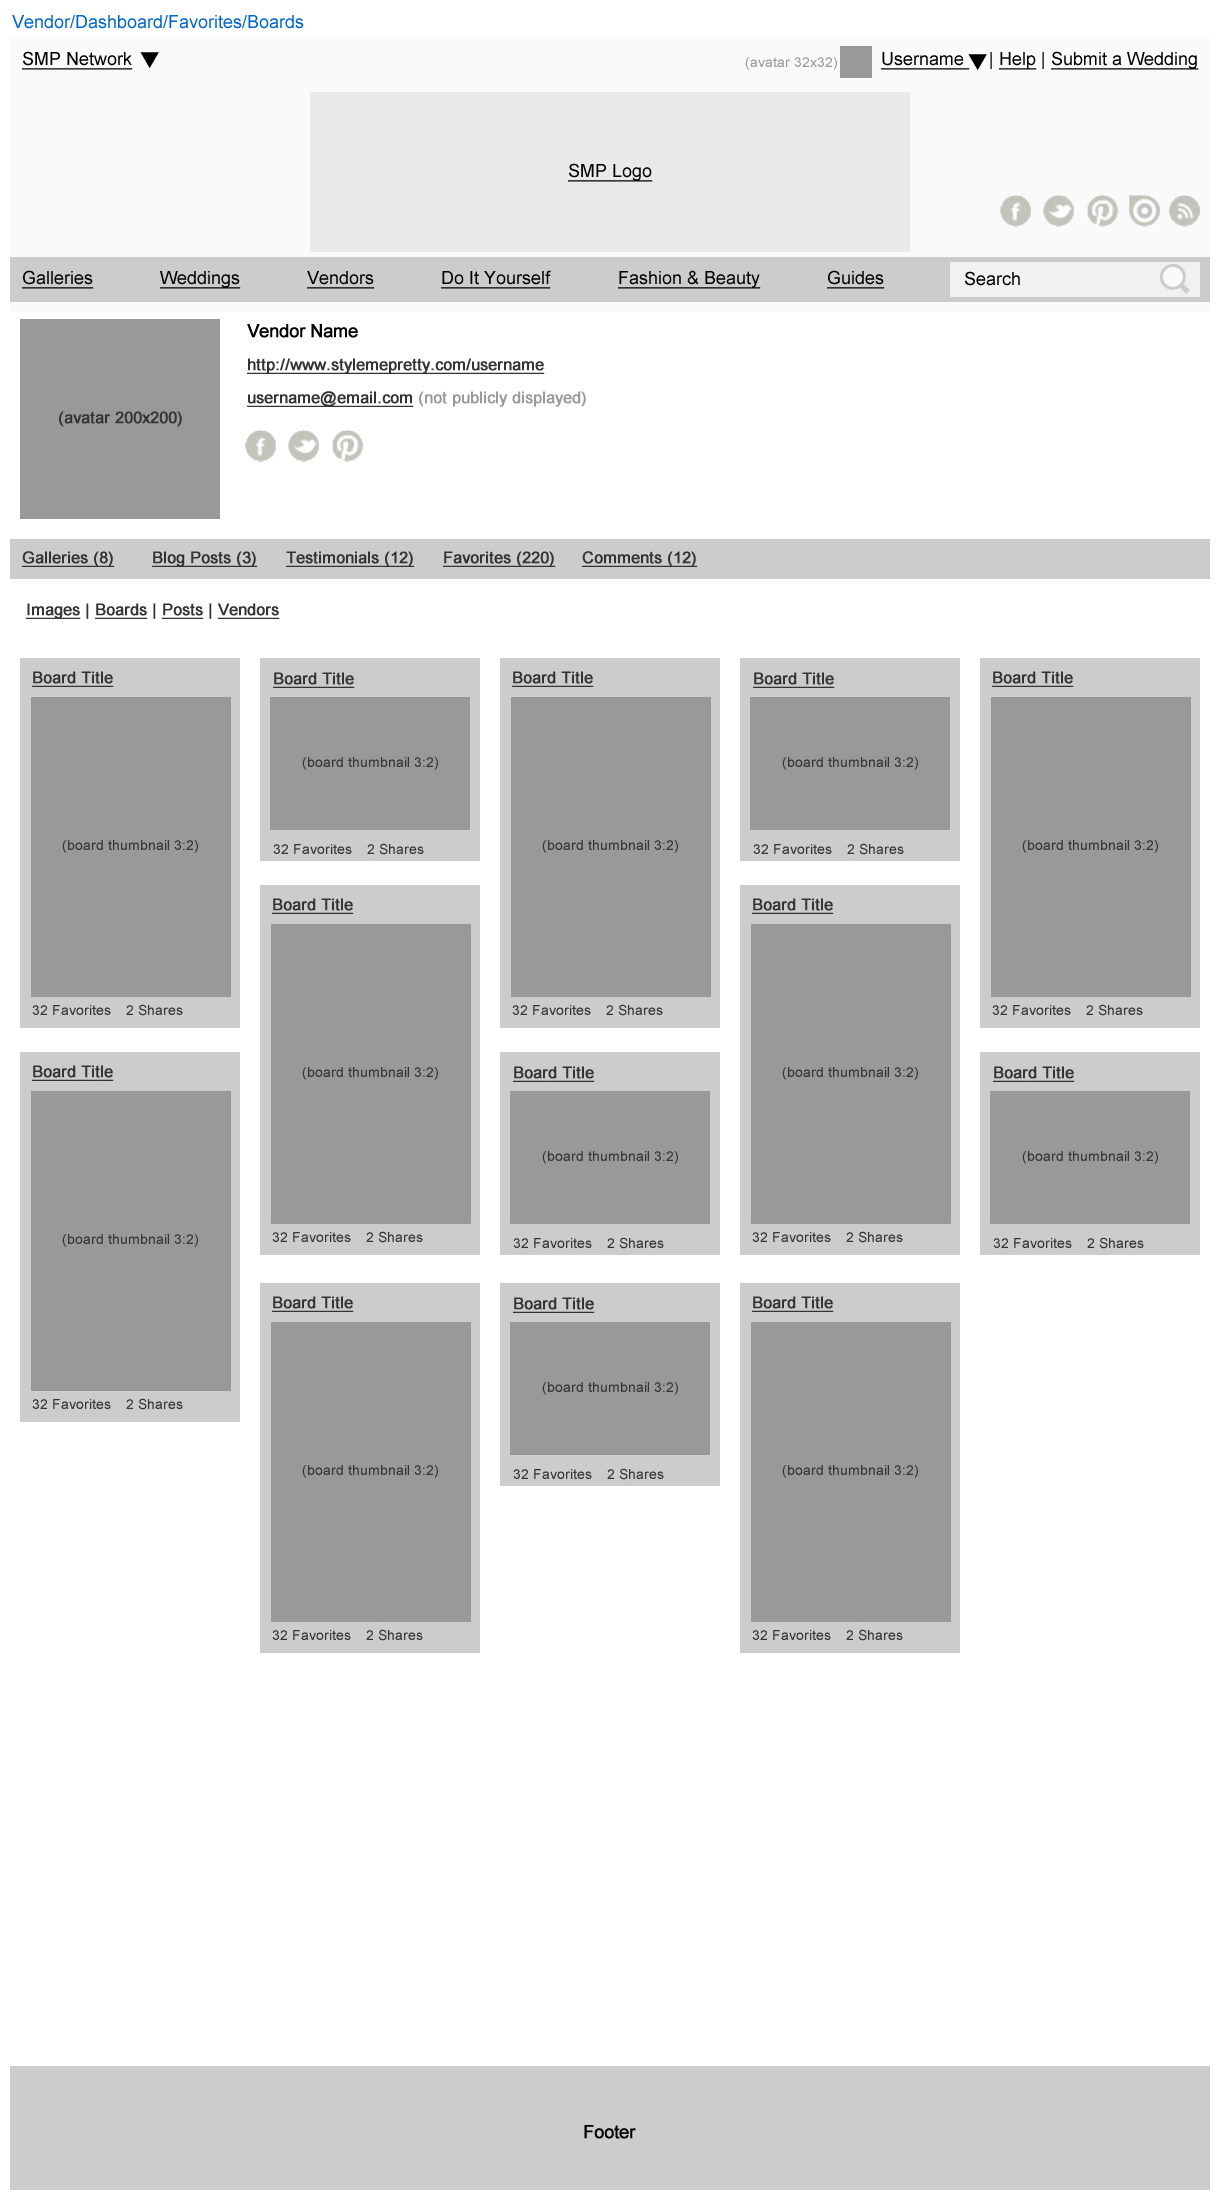 Vendor/Dashboard/Favorites/Boards
SMP Network
(avatar 32x32) Username | Help | Submit a Wedding
SMP Logo
Galleries Weddings Vendors Do It Yourself Fashion & Beauty Guides Search
Vendor Name
http://www.stylemepretty.com/username
username@email.com (not publicly displayed)
(avatar 200x200)
Galleries (8) Blog Posts (3) Testimonials (12) Favorites (220) Comments (12)
Images | Boards | Posts | Vendors
Board Title
(board thumbnail 3:2)
32 Favorites 2 Shares
Board Title
(board thumbnail 3:2)
32 Favorites 2 Shares
Board Title
(board thumbnail 3:2)
32 Favorites 2 Shares
Board Title
(board thumbnail 3:2)
32 Favorites 2 Shares
Board Title
(board thumbnail 3:2)
32 Favorites 2 Shares
Board Title
(board thumbnail 3:2)
32 Favorites 2 Shares
Board Title
(board thumbnail 3:2)
32 Favorites 2 Shares
Board Title
(board thumbnail 3:2)
32 Favorites 2 Shares
Board Title
(board thumbnail 3:2)
32 Favorites 2 Shares
Board Title
(board thumbnail 3:2)
32 Favorites 2 Shares
Board Title
(board thumbnail 3:2)
32 Favorites 2 Shares
Board Title
(board thumbnail 3:2)
32 Favorites 2 Shares
Board Title
(board thumbnail 3:2)
32 Favorites 2 Shares
Footer